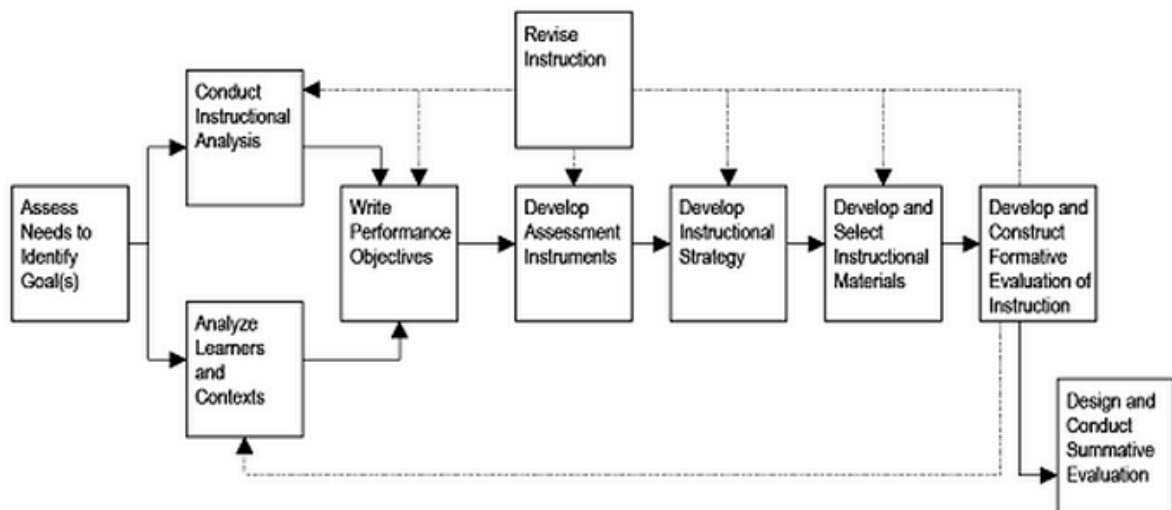 Revise
Instruction
Conduct
Instructional
Analysis
Assess
Needs to
Identify
Goal(s)
Write
Performance
Objectives
Develop
Assessment
Instruments
Develop
Instructional
Strategy
Develop and
Select
Instructional
Materials
Develop and
Construct
Formative
Evaluation of
Instruction
Analyze
Learners
and
Contexts
Design and
Conduct
Summative
Evaluation